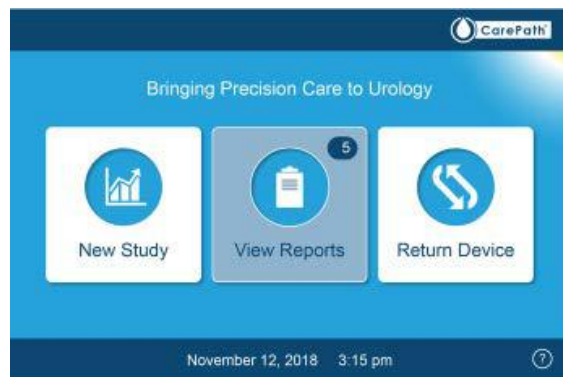 CarePath
Bringing Precision Care to Urology
5
New Study
View Reports
Return Device
November 12, 2018 3:15 pm
?